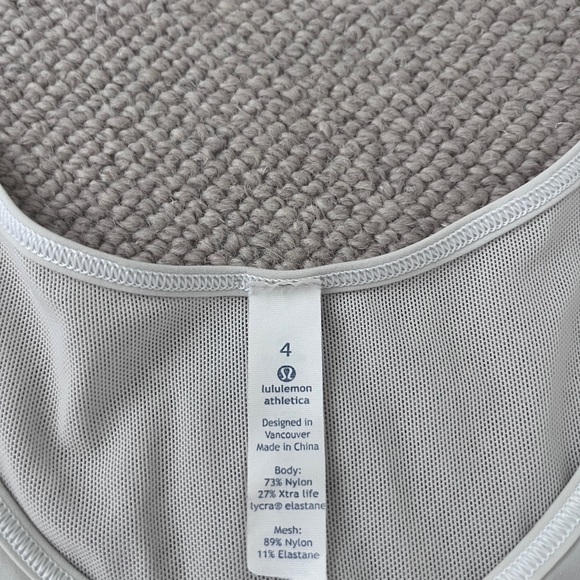 4
lululemon
athletica
Designed in
Vancouver
Made in China
Body:
73% Nylon
27% Xtra life
lycra® elastane
Mesh:
89% Nylon
11% Elastane